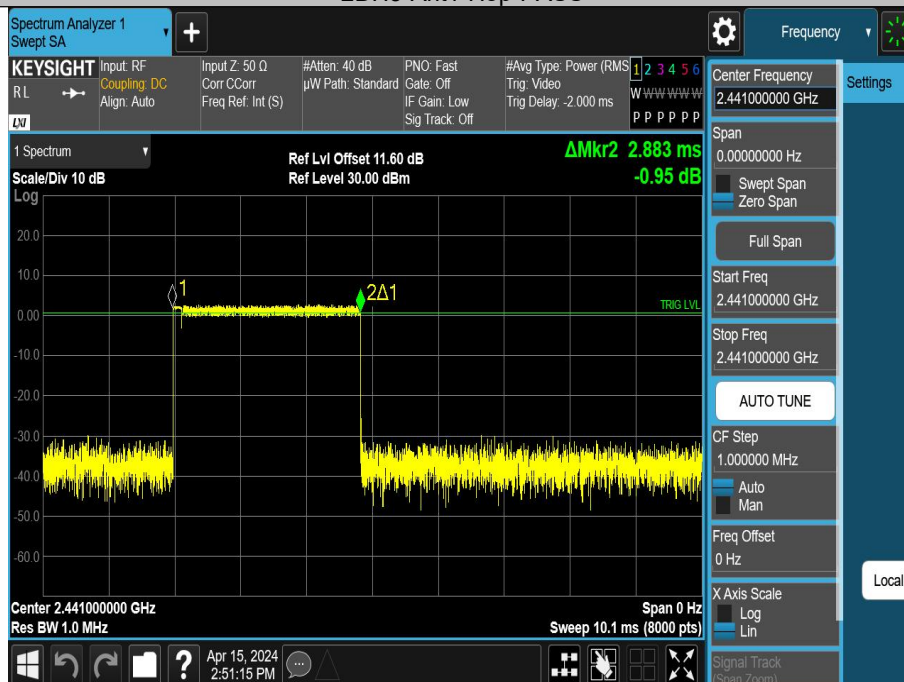 Spectrum Analyzer 1
Swept SA
Frequency
KEYSIGHT
RL
LXI
Input: RF
Coupling: DC
Align: Auto
Input Z: 50 Ω
Corr CCorr
Freq Ref: Int (S)
#Atten: 40 dB
µW Path: Standard
PNO: Fast
Gate: Off
IF Gain: Low
Sig Track: Off
#Avg Type: Power (RMS
Trig: Video
Trig Delay: -2.000 ms
1 2 3 4 5 6
W W W W W W
P P P P P P
Center Frequency
2.441000000 GHz
Settings
1 Spectrum
Scale/Div 10 dB
Log
Ref Lvl Offset 11.60 dB
Ref Level 30.00 dBm
ΔMkr2 2.883 ms
-0.95 dB
Span
0.00000000 Hz
Swept Span
Zero Span
Full Span
20.0
10.0
0.00
-10.0
-20.0
-30.0
-40.0
-50.0
-60.0
1
2Δ1
TRIG LVL
Start Freq
2.441000000 GHz
Stop Freq
2.441000000 GHz
AUTO TUNE
CF Step
1.000000 MHz
Auto
Man
Freq Offset
0 Hz
Local
X Axis Scale
Log
Lin
Center 2.441000000 GHz
Res BW 1.0 MHz
Span 0 Hz
Sweep 10.1 ms (8000 pts)
?
Apr 15, 2024
2:51:15 PM
Signal Track
(Span Zoom)